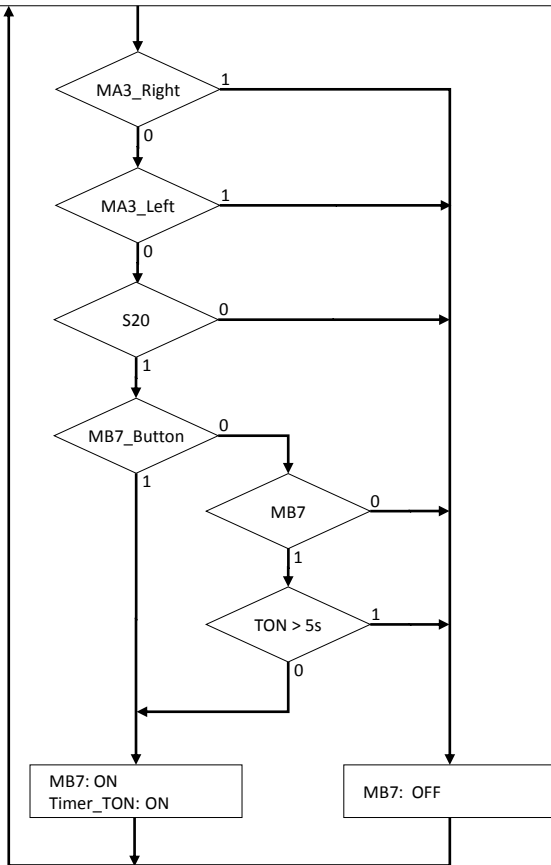 MA3_Right
1
0
MA3_Left
1
0
S20
0
1
MB7_Button
0
1
MB7
0
1
TON > 5s
1
0
MB7: ON
Timer_TON: ON
MB7: OFF